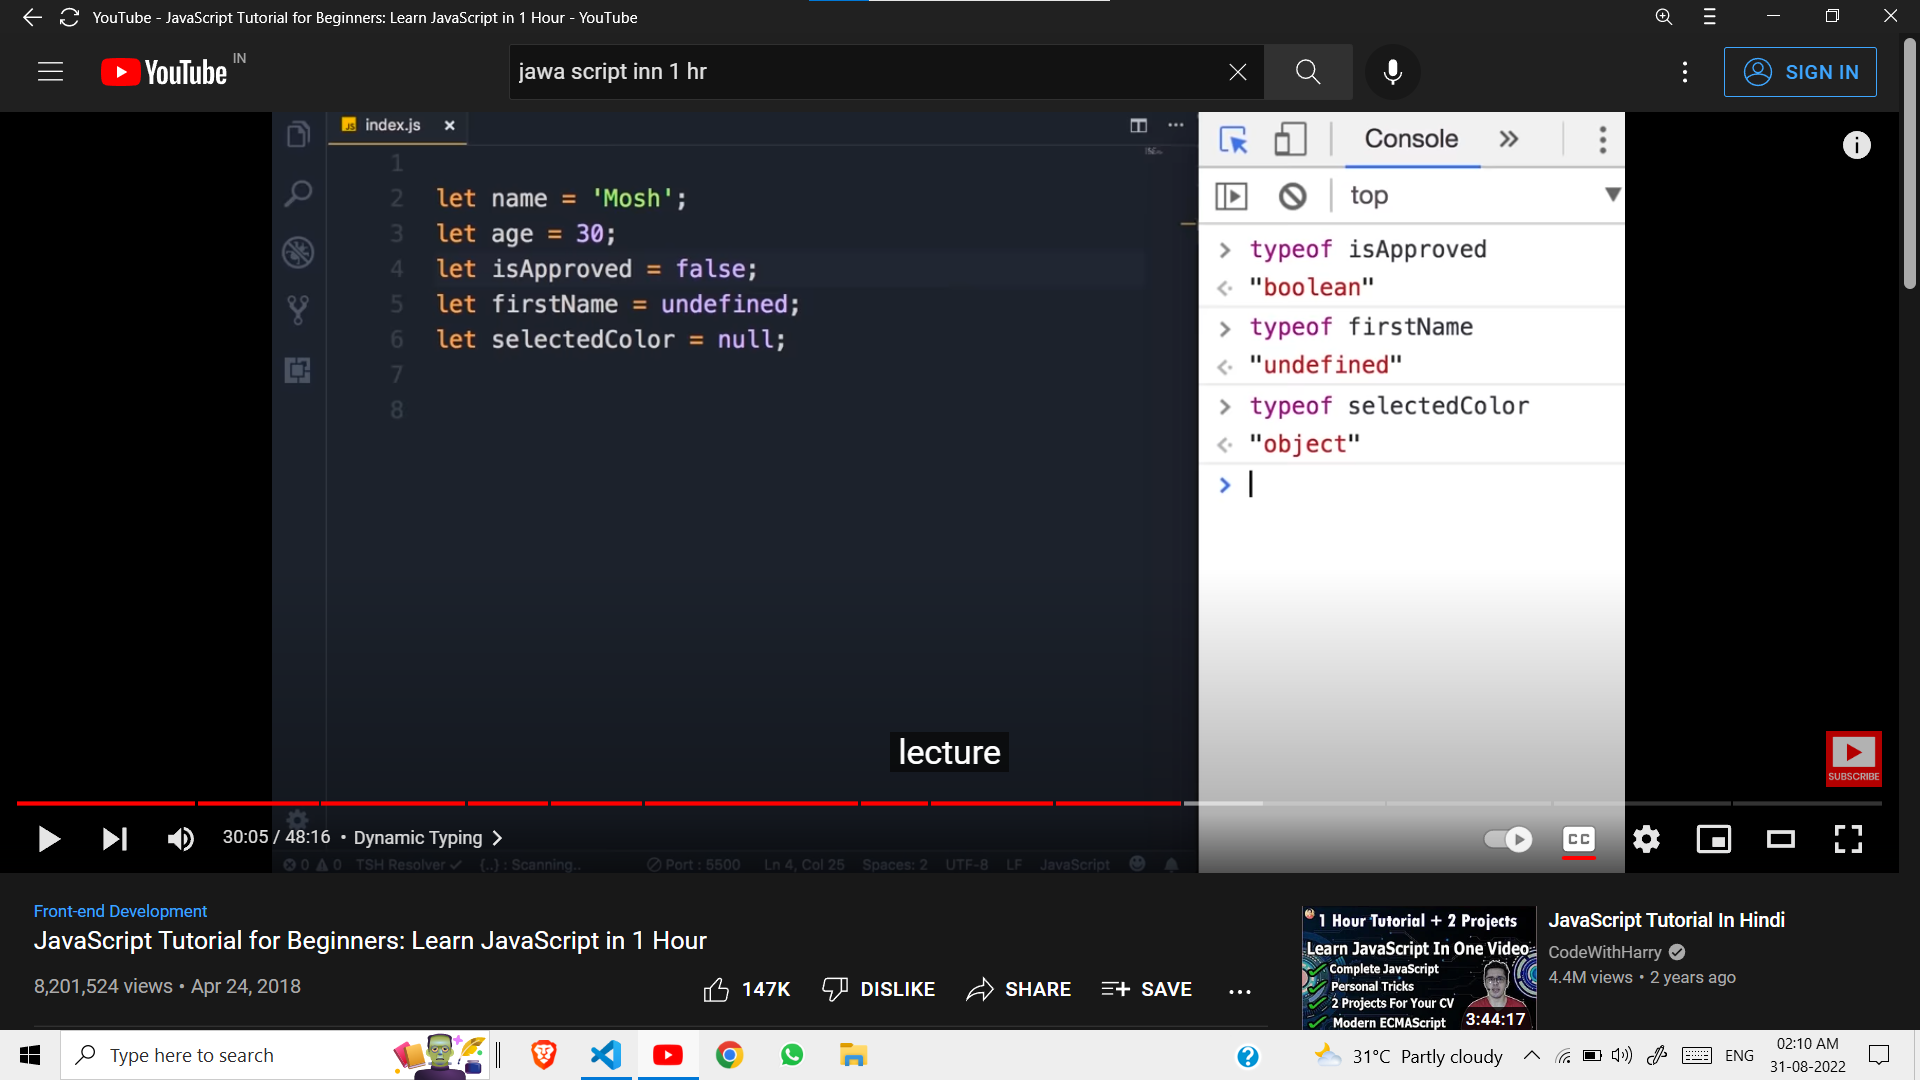 YouTube - JavaScript Tutorial for Beginners: Learn JavaScript in 1 Hour - YouTube
YouTube IN
jawa script inn 1 hr
SIGN IN
JS index.js
1
2 let name = 'Mosh';
3 let age = 30;
4 let isApproved = false;
5 let firstName = undefined;
6 let selectedColor = null;
7
8
Console
top
typeof isApproved
"boolean"
typeof firstName
"undefined"
typeof selectedColor
"object"
lecture
SUBSCRIBE
30:05 / 48:16 • Dynamic Typing
CC
0 0 TSH Resolver {..} : Scanning.. Port : 5500 Ln 4, Col 25 Spaces: 2 UTF-8 LF JavaScript
Front-end Development
JavaScript Tutorial for Beginners: Learn JavaScript in 1 Hour
8,201,524 views • Apr 24, 2018
147K DISLIKE SHARE SAVE
1 Hour Tutorial + 2 Projects
Learn JavaScript In One Video
Complete JavaScript
Personal Tricks
2 Projects For Your CV
Modern ECMAScript
3:44:17
JavaScript Tutorial In Hindi
CodeWithHarry
4.4M views • 2 years ago
Type here to search
31°C Partly cloudy
ENG
02:10 AM
31-08-2022